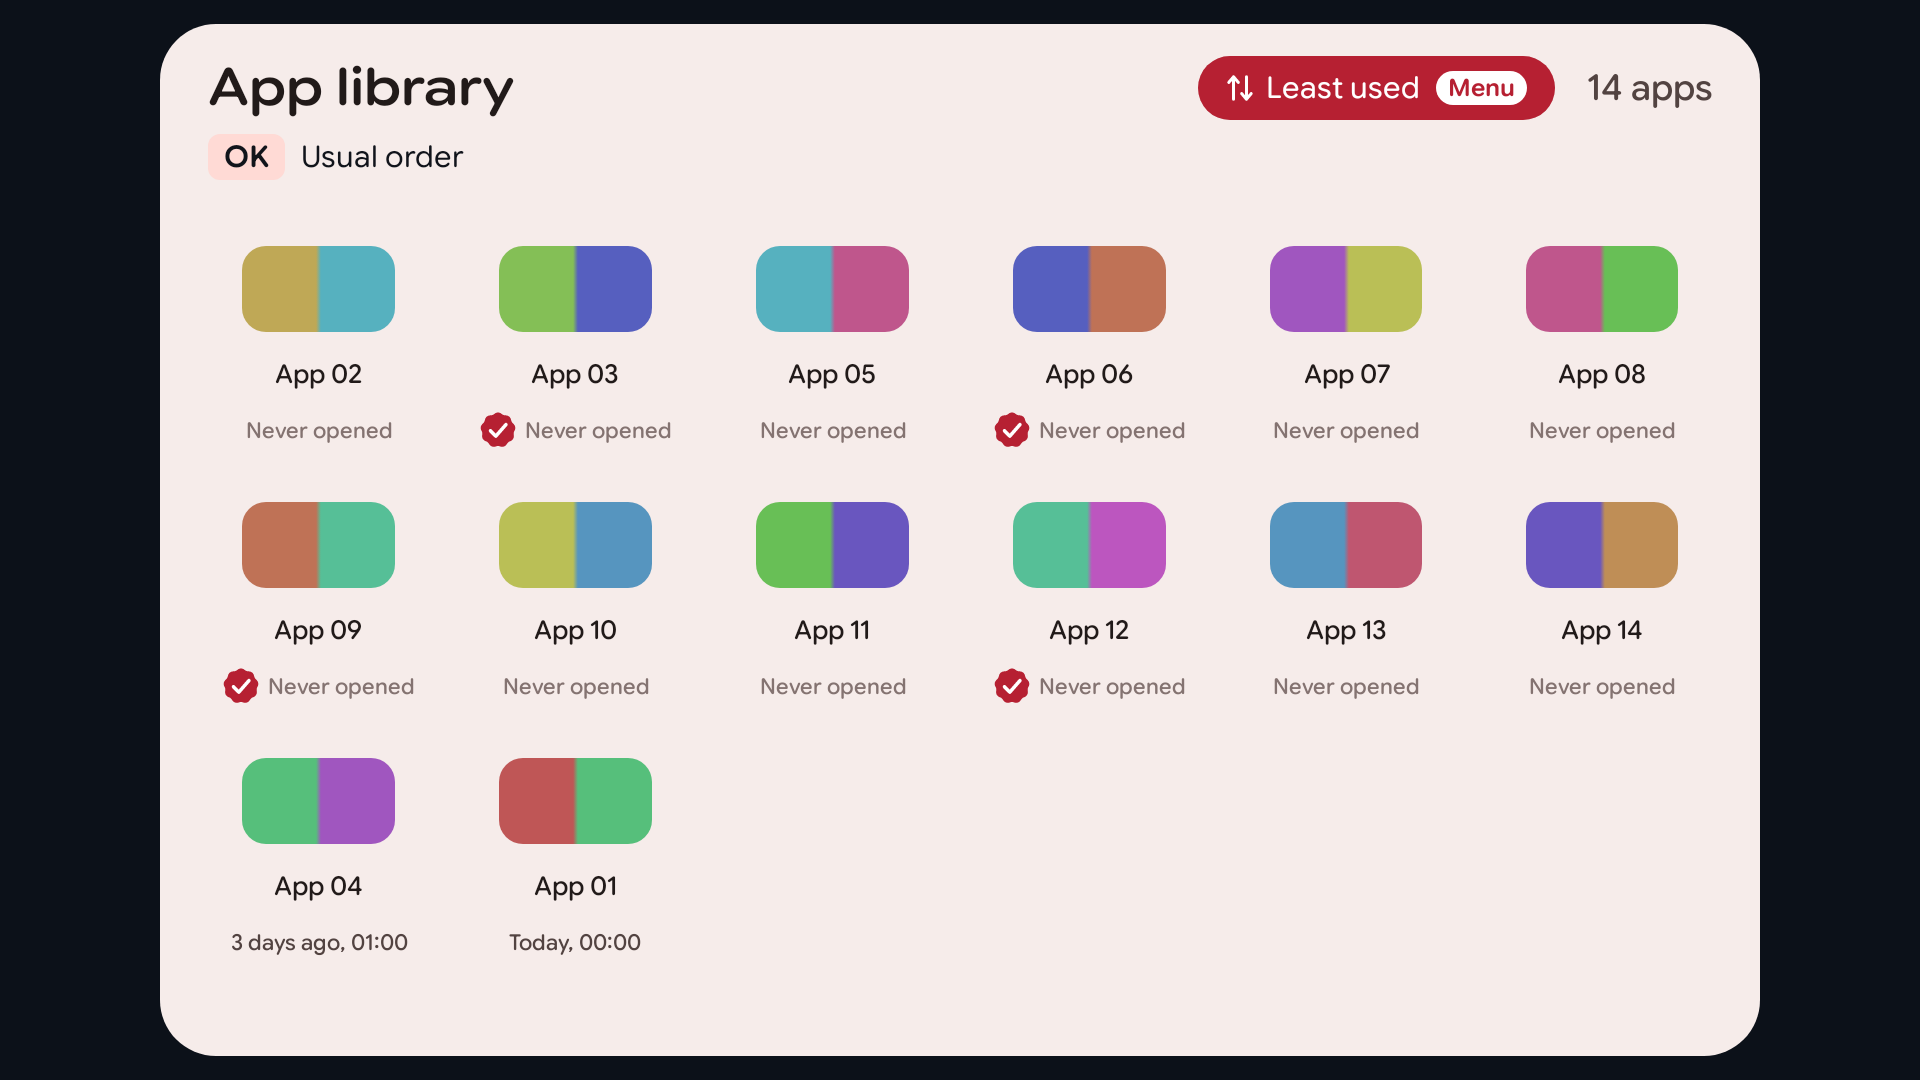 App library
Least used Menu
14 apps
OK Usual order
App 02
App 03
App 05
App 06
App 07
App 08
Never opened
Never opened
Never opened
Never opened
Never opened
Never opened
App 09
App 10
App 11
App 12
App 13
App 14
Never opened
Never opened
Never opened
Never opened
Never opened
Never opened
App 04
App 01
3 days ago, 01:00
Today, 00:00